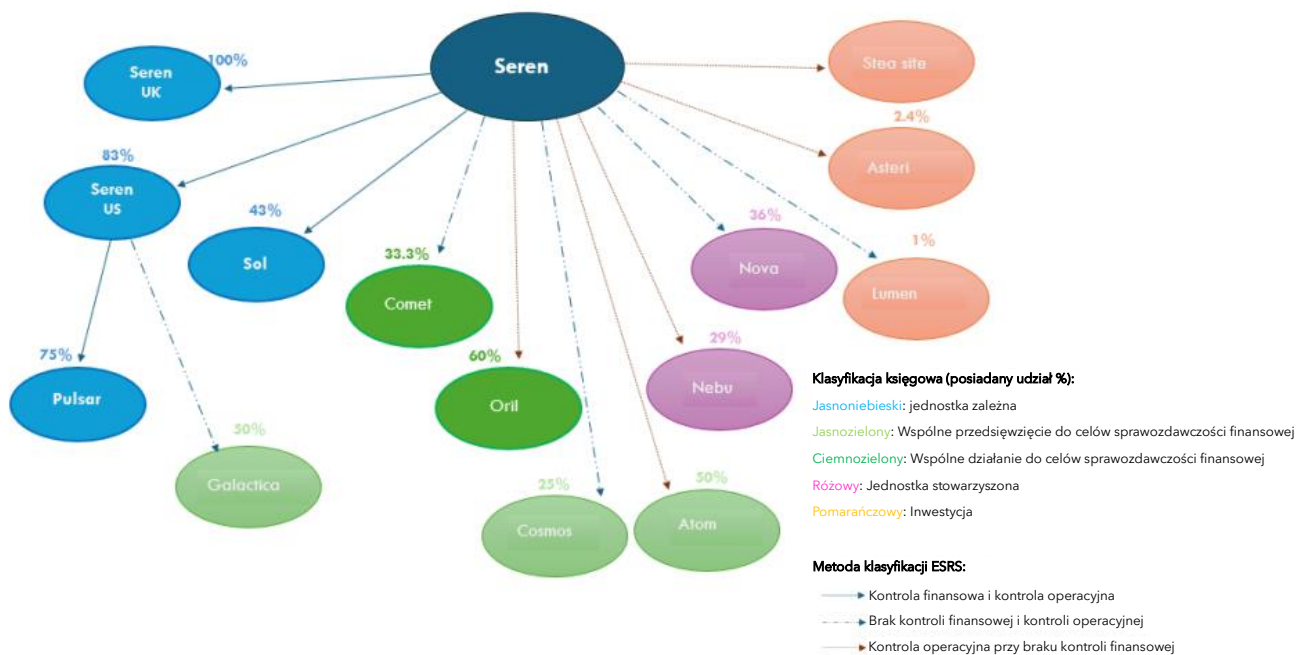 Seren
Seren
UK
100%
Stea site
2.4%
Asteri
83%
Seren
US
43%
Sol
33.3%
Comet
36%
Nova
1%
Lumen
75%
Pulsar
60%
Oril
29%
Nebu
50%
Galactica
25%
Cosmos
50%
Atom
Klasyfikacja księgowa (posiadany udział %):
Jasnoniebieski: jednostka zależna
Jasnozielony: Wspólne przedsięwzięcie do celów sprawozdawczości finansowej
Ciemnozielony: Wspólne działanie do celów sprawozdawczości finansowej
Różowy: Jednostka stowarzyszona
Pomarańczowy: Inwestycja
Metoda klasyfikacji ESRS:
Kontrola finansowa i kontrola operacyjna
Brak kontroli finansowej i kontroli operacyjnej
Kontrola operacyjna przy braku kontroli finansowej